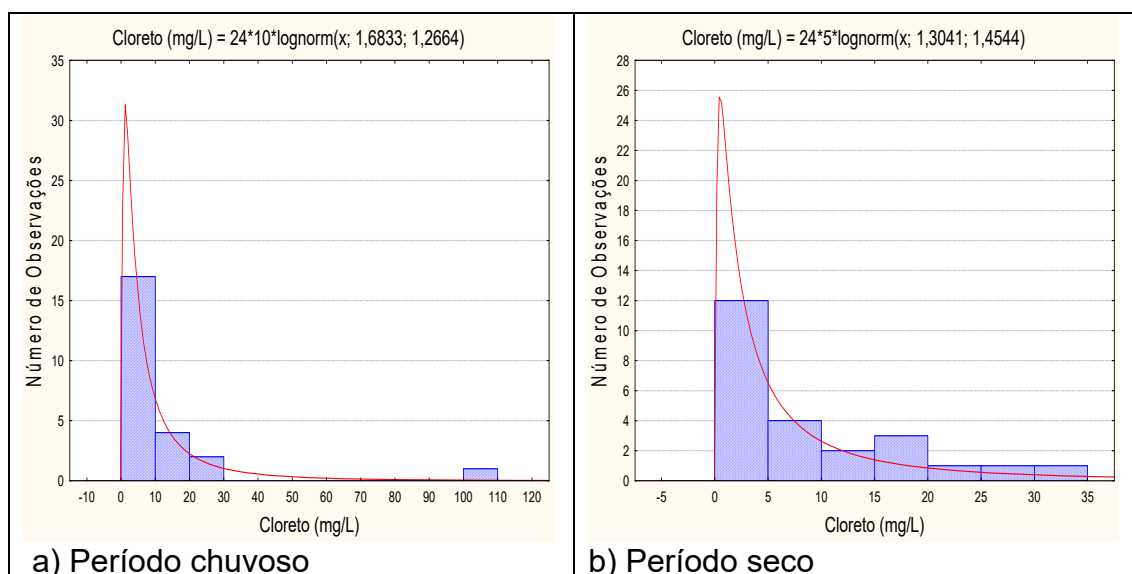 Cloreto (mg/L) = 24*10*lognorm(x; 1,6833; 1,2664)
35
30
25
20
15
10
5
0
Número de Observações
-10 0 10 20 30 40 50 60 70 80 90 100 110 120
Cloreto (mg/L)
a) Período chuvoso
Cloreto (mg/L) = 24*5*lognorm(x; 1,3041; 1,4544)
28
26
24
22
20
18
16
14
12
10
8
6
4
2
0
Número de Observações
-5 0 5 10 15 20 25 30 35
Cloreto (mg/L)
b) Período seco